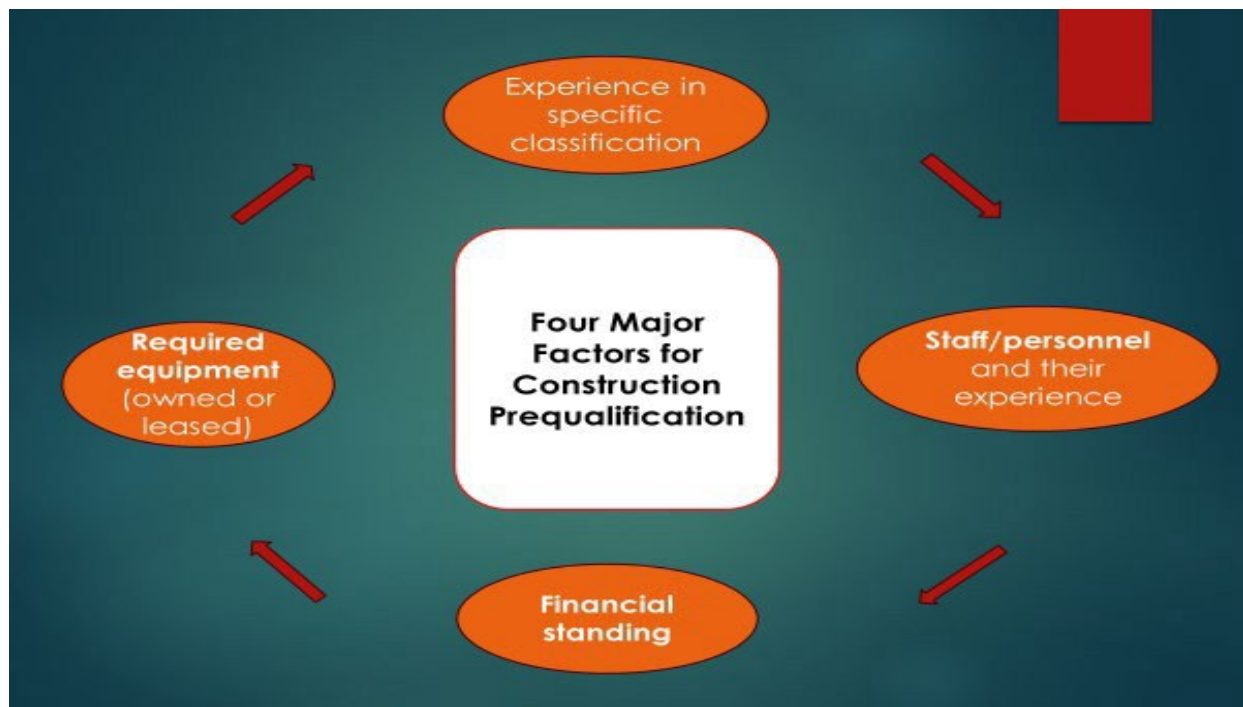 Experience in
specific
classification
Four Major
Factors for
Construction
Prequalification
Staff/personnel
and their
experience
Financial
standing
Required
equipment
(owned or
leased)